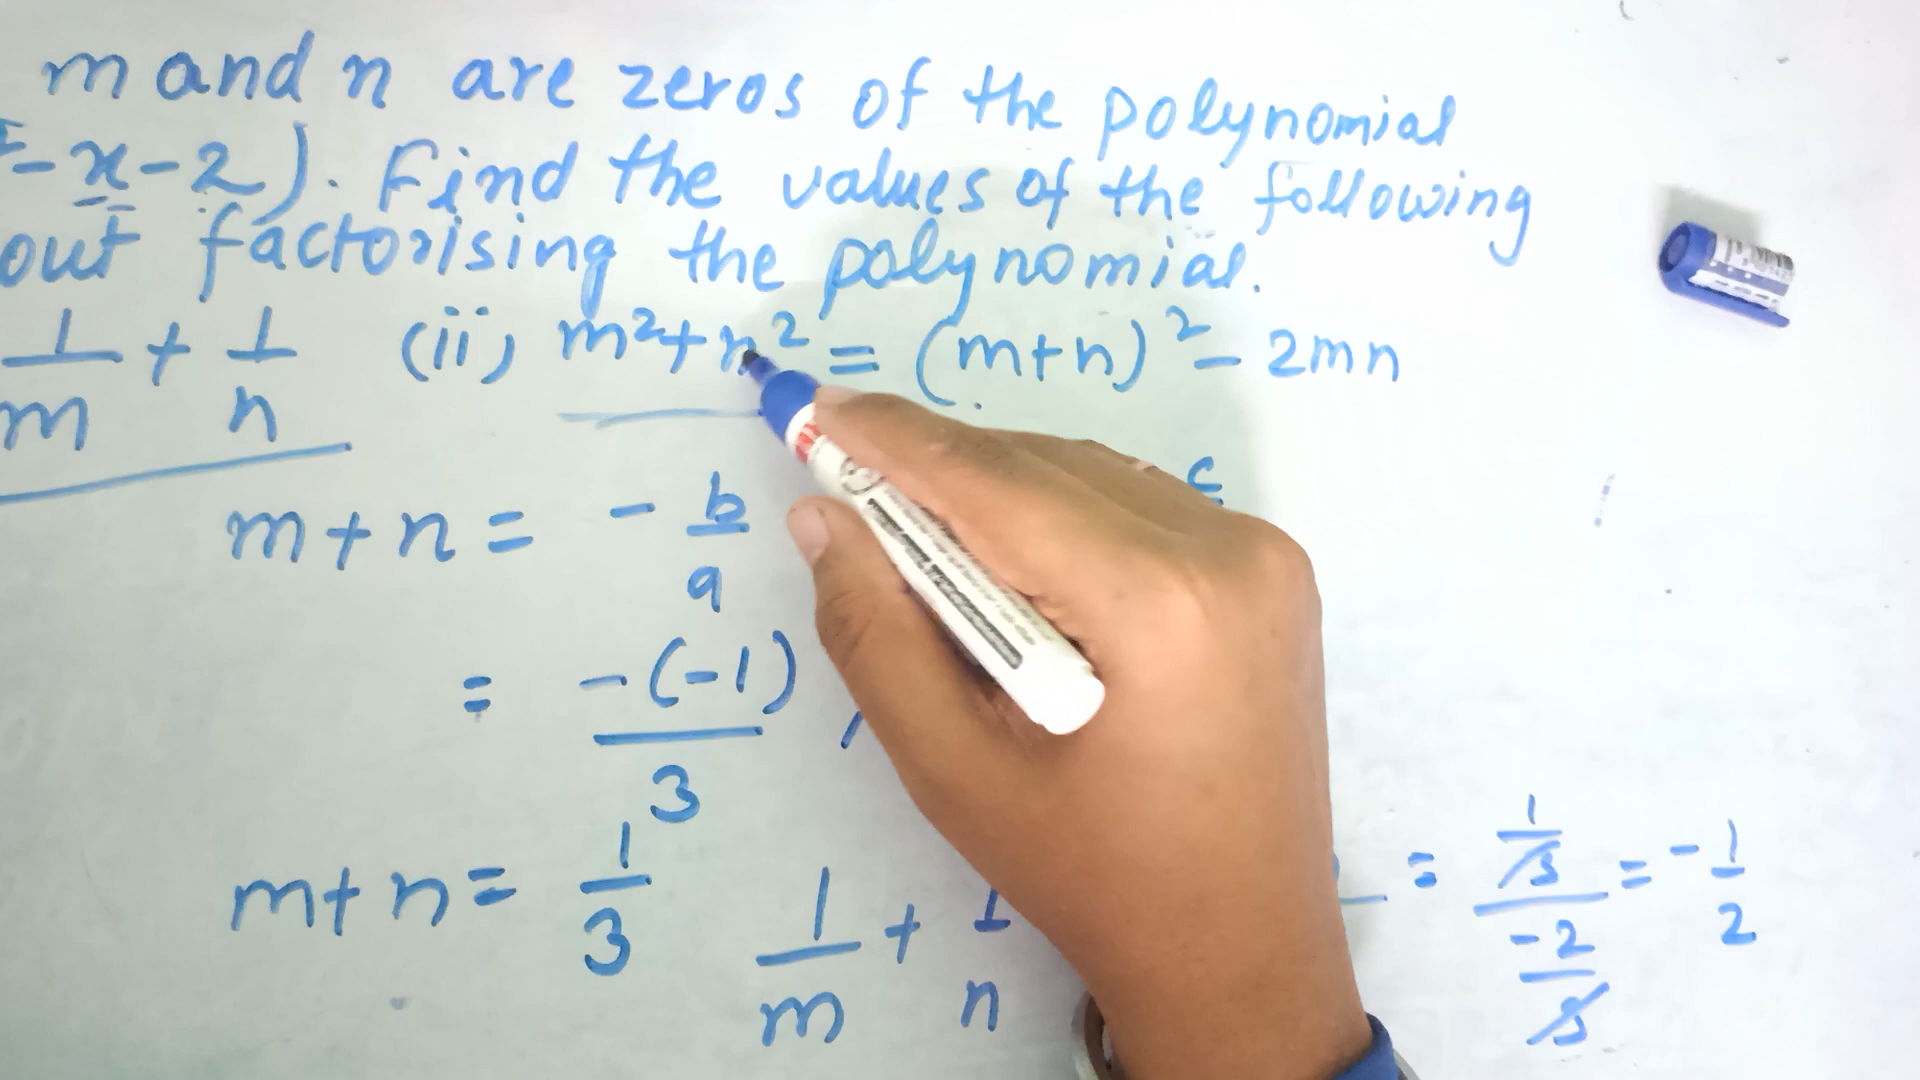 m and n are zeros of the polynomial
- x - 2). Find the values of the following
out factorising the polynomial.
1/m + 1/n (ii) m² + n² = (m+n)² - 2mn
m + n = - b/a c
= -(-1)/3
m + n = 1/3
1/m + 1/n = (1/3)/(-2/3) = - 1/2